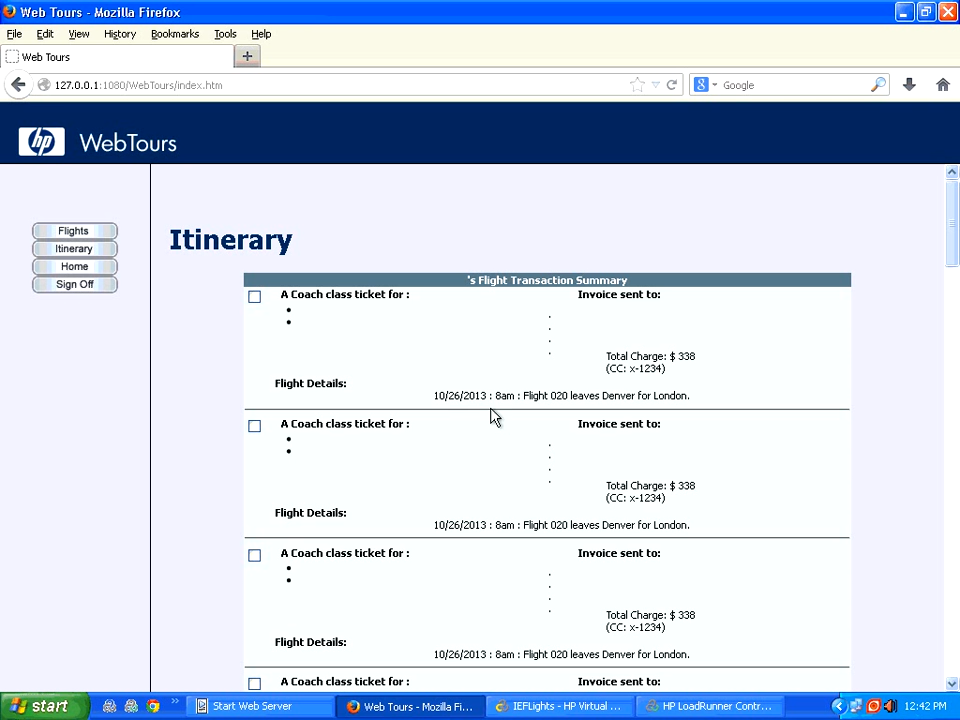 Web Tours - Mozilla Firefox
File Edit View History Bookmarks Tools Help
Web Tours
127.0.0.1:1080/WebTours/index.htm
Google
hp WebTours
Flights
Itinerary
Home
Sign Off
Itinerary
's Flight Transaction Summary
A Coach class ticket for : Invoice sent to:
Total Charge: $ 338
(CC: x-1234)
Flight Details:
10/26/2013 : 8am : Flight 020 leaves Denver for London.
A Coach class ticket for : Invoice sent to:
Total Charge: $ 338
(CC: x-1234)
Flight Details:
10/26/2013 : 8am : Flight 020 leaves Denver for London.
A Coach class ticket for : Invoice sent to:
Total Charge: $ 338
(CC: x-1234)
Flight Details:
10/26/2013 : 8am : Flight 020 leaves Denver for London.
A Coach class ticket for : Invoice sent to:
start Start Web Server Web Tours - Mozilla Fi... IEFLights - HP Virtual ... HP LoadRunner Contr... 12:42 PM